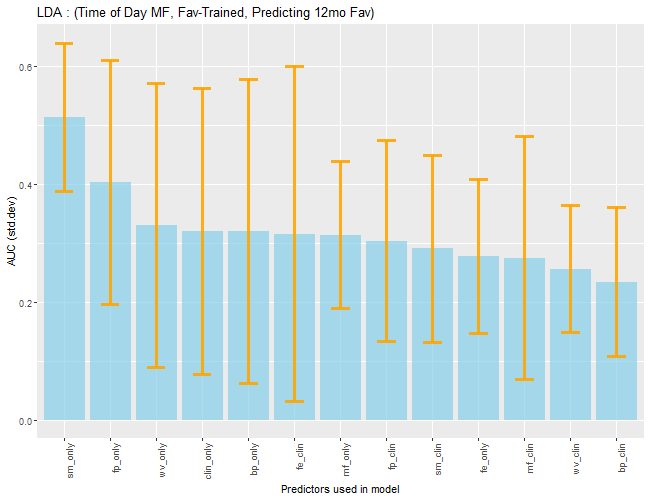 LDA : (Time of Day MF, Fav-Trained, Predicting 12mo Fav)
AUC (std.dev)
0.6
0.4
0.2
0.0
sm_only
fp_only
wv_only
clin_only
bp_only
fe_clin
mf_only
fp_clin
sm_clin
fe_only
mf_clin
wv_clin
bp_clin
Predictors used in model